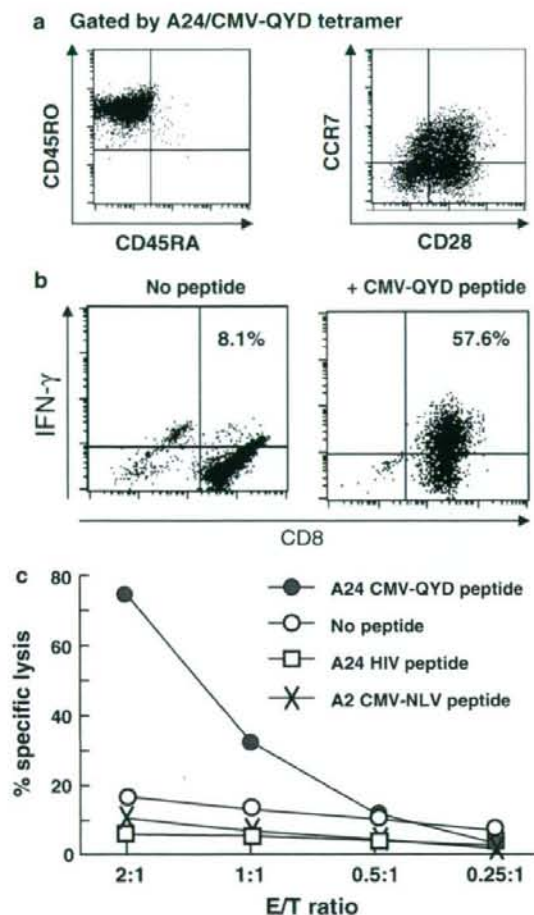 a Gated by A24/CMV-QYD tetramer
CD45RO
CD45RA
CCR7
CD28
b
No peptide
+ CMV-QYD peptide
8.1%
57.6%
IFN-γ
CD8
c
80
60
40
20
0
% specific lysis
A24 CMV-QYD peptide
No peptide
A24 HIV peptide
A2 CMV-NLV peptide
2:1
1:1
0.5:1
0.25:1
E/T ratio